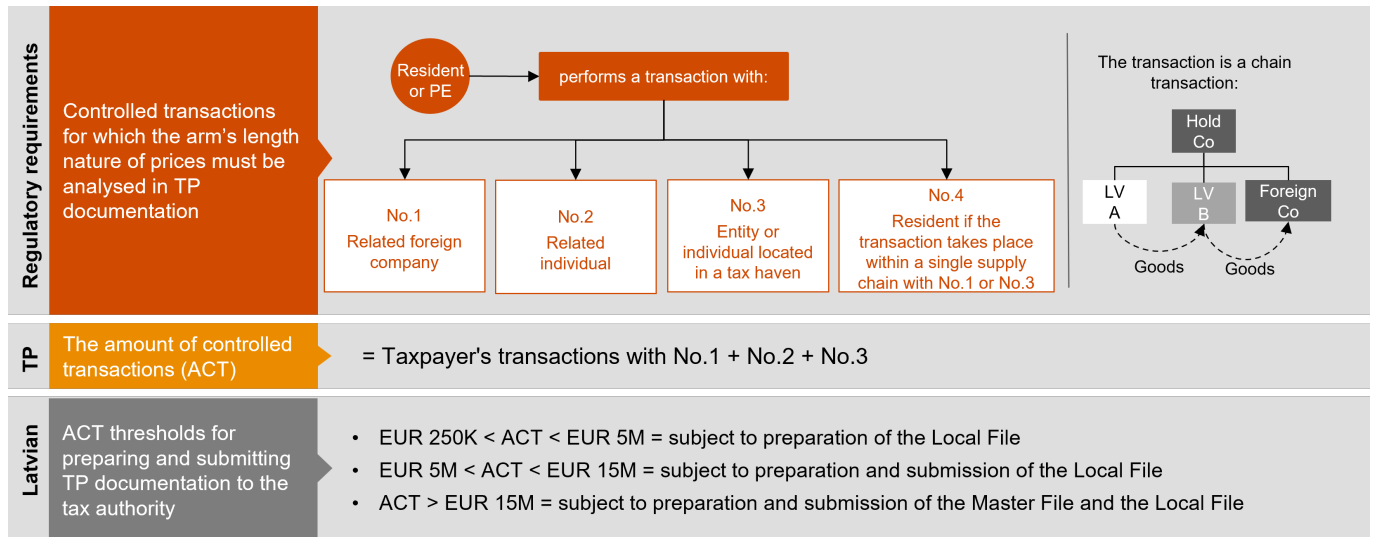 Regulatory requirements
Controlled transactions
for which the arm's length
nature of prices must be
analysed in TP
documentation
Resident
or PE
performs a transaction with:
No.1
Related foreign
company
No.2
Related
individual
No.3
Entity or
individual located
in a tax haven
No.4
Resident if the
transaction takes place
within a single supply
chain with No.1 or No.3
The transaction is a chain
transaction:
Hold
Co
LV
A
LV
B
Foreign
Co
Goods
Goods
TP
The amount of controlled
transactions (ACT)
= Taxpayer's transactions with No.1 + No.2 + No.3
Latvian
ACT thresholds for
preparing and submitting
TP documentation to the
tax authority
• EUR 250K < ACT < EUR 5M = subject to preparation of the Local File
• EUR 5M < ACT < EUR 15M = subject to preparation and submission of the Local File
• ACT > EUR 15M = subject to preparation and submission of the Master File and the Local File